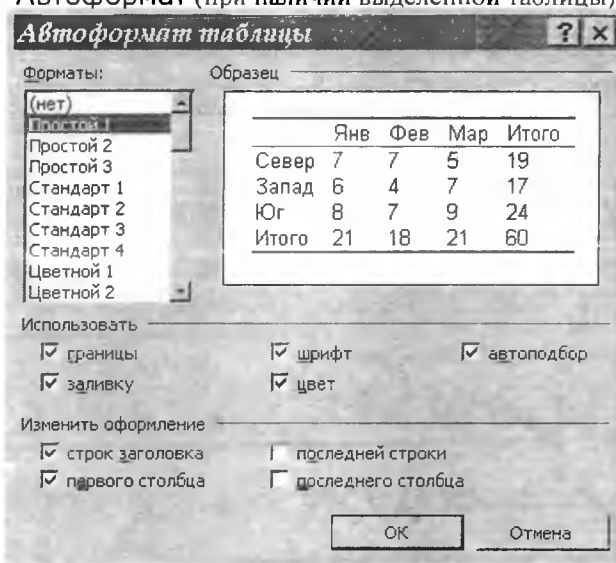 Автоформат (при наличии выделенной таблицы)
Автоформат таблицы
Форматы:
Образец
(нет)
Простой 1
Простой 2
Простой 3
Стандарт 1
Стандарт 2
Стандарт 3
Стандарт 4
Цветной 1
Цветной 2
Янв Фев Мар Итого
Север 7 7 5 19
Запад 6 4 7 17
Юг 8 7 9 24
Итого 21 18 21 60
Использовать
границы
шрифт
автоподбор
заливку
цвет
Изменить оформление
строк заголовка
последней строки
первого столбца
последнего столбца
ОК
Отмена